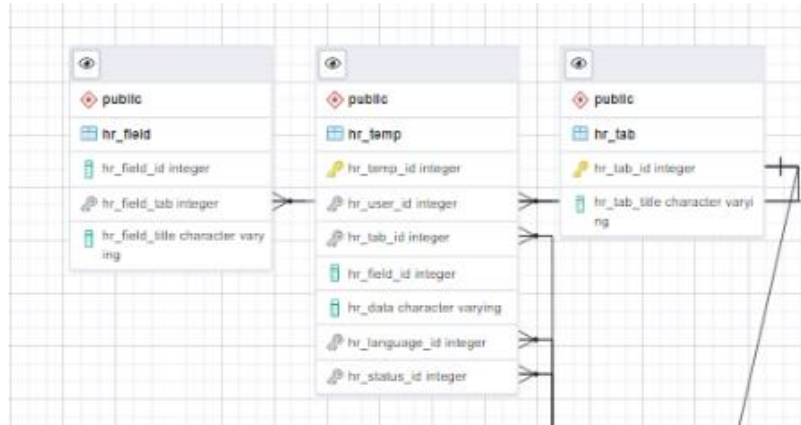 public
hr_field
hr_field_id integer
hr_field_tab integer
hr_field_title character vary
ing
public
hr_temp
hr_temp_id integer
hr_user_id integer
hr_tab_id integer
hr_field_id integer
hr_data character varying
hr_language_id integer
hr_status_id integer
public
hr_tab
hr_tab_id integer
hr_tab_title character varyi
ng